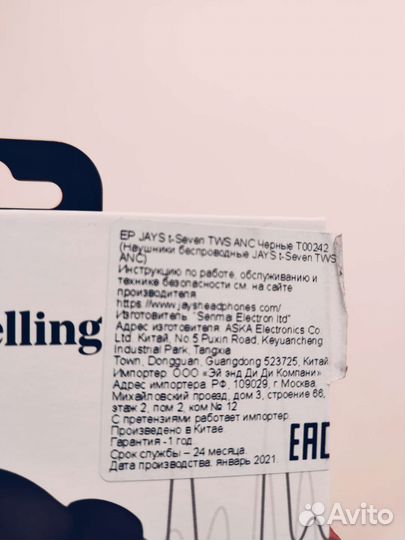 EP JAYS t-Seven TWS ANC Черные T00242
(Наушники беспроводные JAYS t-Seven TWS
ANC)
Инструкцию по работе, обслуживанию и
технике безопасности см. на сайте
производителя
https://www.jaysheadphones.com/
Изготовитель "Senmai Electron ltd"
Адрес изготовителя: ASKA Electronics Co
Ltd. Китай, No.5 Puxin Road, Keyuancheng
Industrial Park, Tangxia
Town, Dongguan, Guangdong 523725, Китай
Импортер: ООО «Эй энд Ди Ди Компани»
Адрес импортера: РФ, 109029, г. Москва,
Михайловский проезд, дом 3, строение 66,
этаж 2, пом 2, ком № 12
С претензиями работает импортер.
Произведено в Китае.
Гарантия -1 год.
Срок службы – 24 месяца.
Дата производства: январь 2021.
EAC
elling
Avito